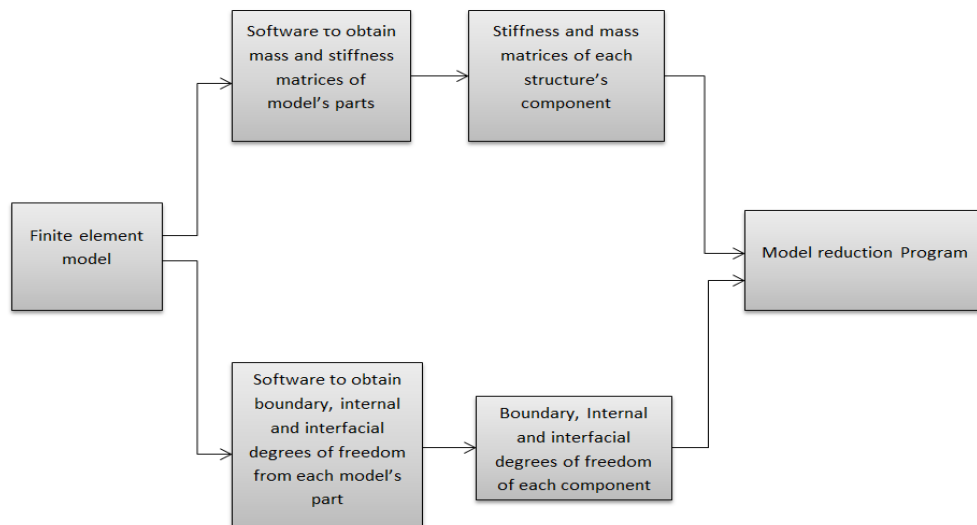 Software το obtain
mass and stiffness
matrices of
model’s parts
Stiffness and mass
matrices of each
structure’s
component
Finite element
model
Model reduction Program
Software to obtain
boundary, internal
and interfacial
degrees of freedom
from each model’s
part
Boundary, Internal
and interfacial
degrees of freedom
of each component